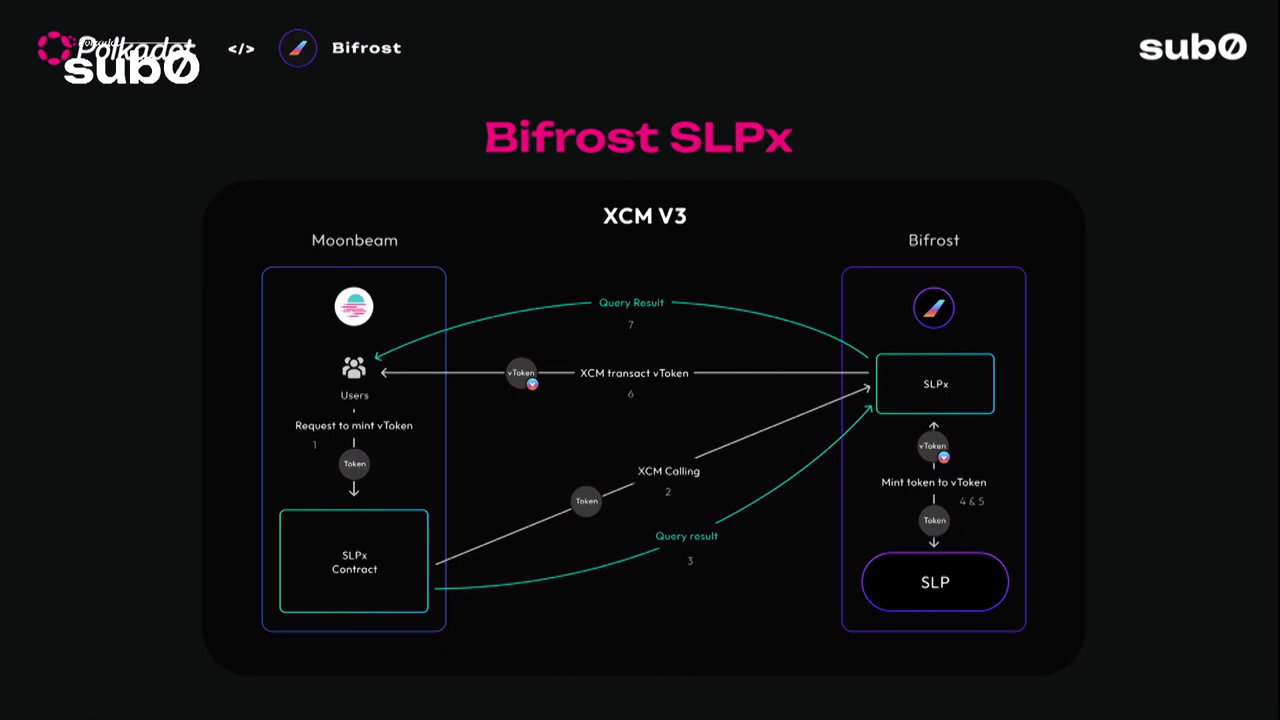 Polkadot
sub0
</>
Bifrost
sub0
Bifrost SLPx
XCM V3
Moonbeam
Bifrost
Query Result
7
vToken
XCM transact vToken
6
Users
Request to mint vToken
1
Token
SLPx
Contract
XCM Calling
2
Token
Query result
3
SLPx
vToken
Mint token to vToken
4 & 5
Token
SLP